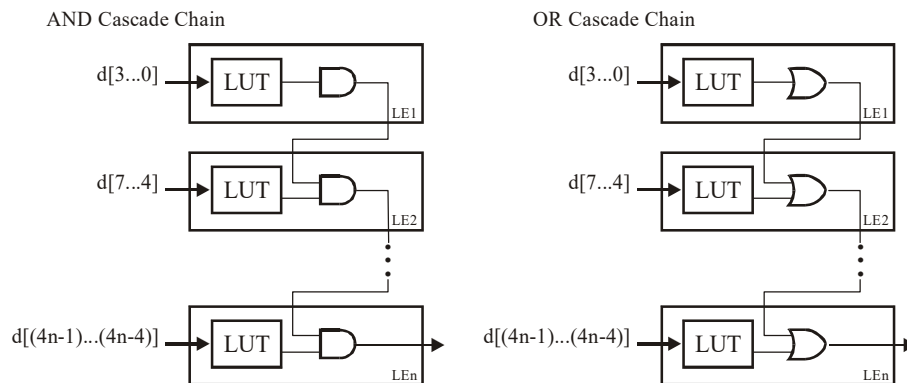 AND Cascade Chain
d[3...0]
LUT
LE1
d[7...4]
LUT
LE2
d[(4n-1)...(4n-4)]
LUT
LEn
OR Cascade Chain
d[3...0]
LUT
LE1
d[7...4]
LUT
LE2
d[(4n-1)...(4n-4)]
LUT
LEn